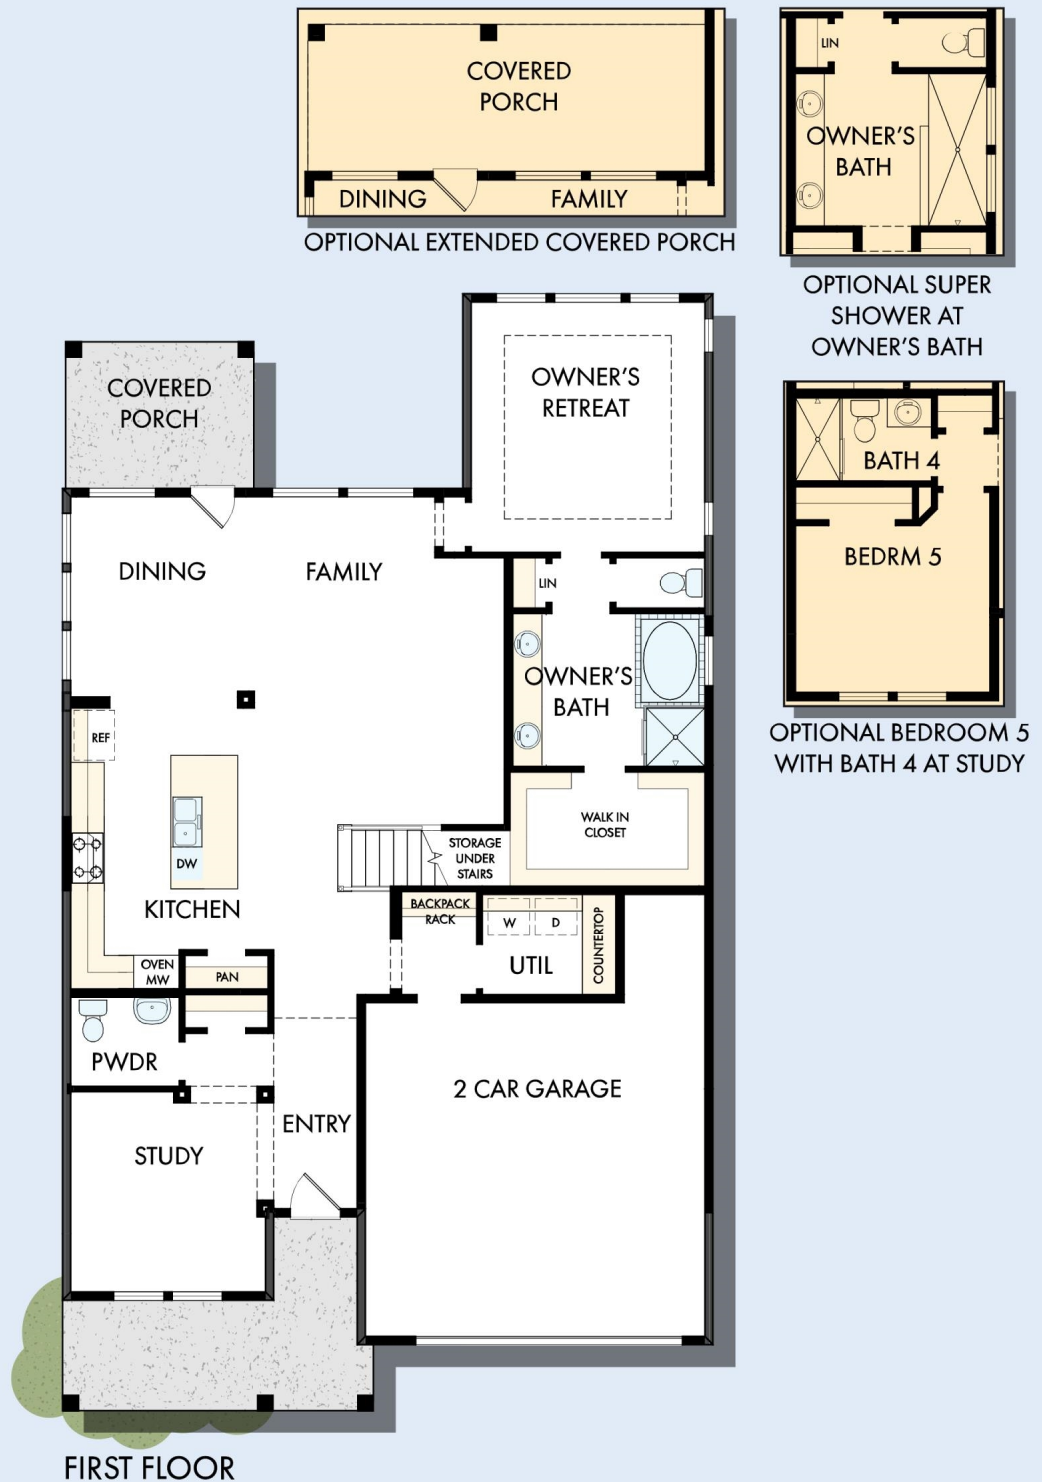 COVERED
PORCH
DINING
FAMILY
OPTIONAL EXTENDED COVERED PORCH
LIN
OWNER'S
BATH
OPTIONAL SUPER
SHOWER AT
OWNER'S BATH
BATH 4
BEDRM 5
OPTIONAL BEDROOM 5
WITH BATH 4 AT STUDY
COVERED
PORCH
OWNER'S
RETREAT
DINING
FAMILY
LIN
OWNER'S
BATH
REF
WALK IN
CLOSET
STORAGE
UNDER
STAIRS
DW
KITCHEN
BACKPACK
RACK
W
D
COUNTERTOP
UTIL
OVEN
MW
PAN
PWDR
2 CAR GARAGE
ENTRY
STUDY
FIRST FLOOR